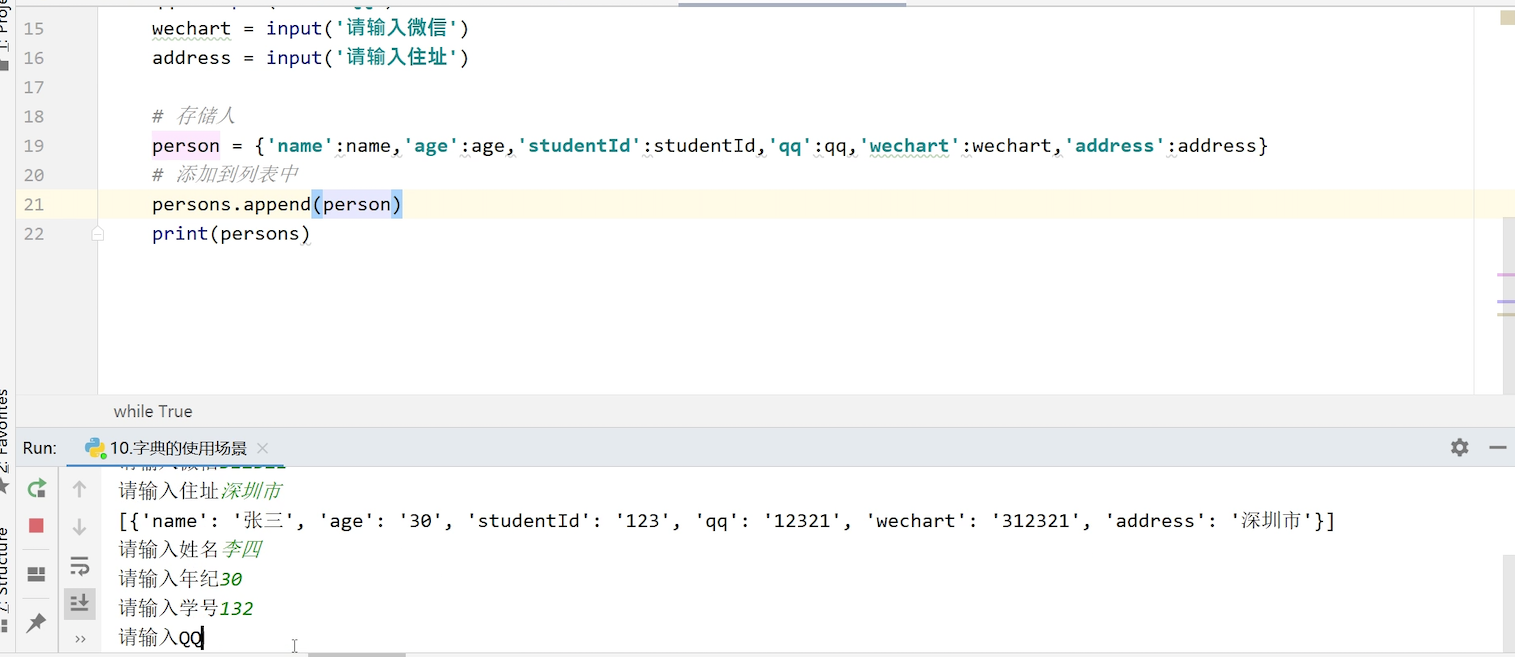 15 wechart = input('请输入微信')
16 address = input('请输入住址')
17
18 # 存储人
19 person = {'name':name,'age':age,'studentId':studentId,'qq':qq,'wechart':wechart,'address':address}
20 # 添加到列表中
21 persons.append(person)
22 print(persons)
while True
2: Favorites
7: Structure
Run: 10.字典的使用场景
请输入住址深圳市
[{'name': '张三', 'age': '30', 'studentId': '123', 'qq': '12321', 'wechart': '312321', 'address': '深圳市'}]
请输入姓名李四
请输入年纪30
请输入学号132
请输入QQ